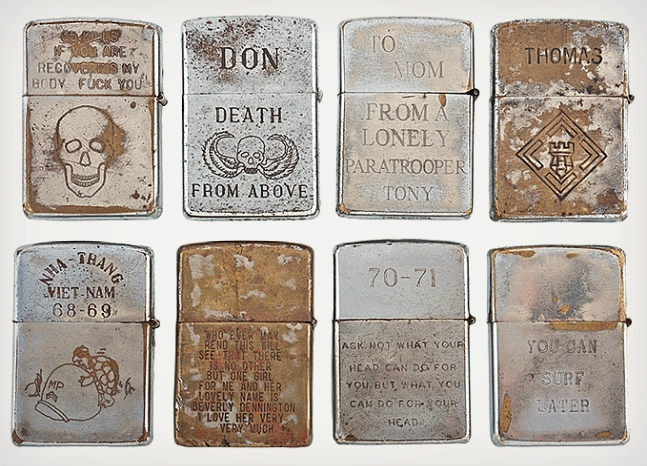 IF YOU ARE
RECOVERING MY
BODY FUCK YOU
DON
DEATH
FROM ABOVE
TO
MOM
FROM A
LONELY
PARATROOPER
TONY
THOMAS
NHA-TRANG
VIET-NAM
68-69
MP
WHO EVER MAY
REND THIS WILL
SEE THAT THERE
IS NO OTHER
BUT ONE GIRL
FOR ME AND HER
LOVELY NAME IS
BEVERLY DENNINGTON
I LOVE HER VERY
VERY MUCH
70-71
ASK NOT WHAT YOUR
HEAD CAN DO FOR
YOU BUT WHAT YOU
CAN DO FOR YOUR
HEAD
YOU CAN
SURF
LATER